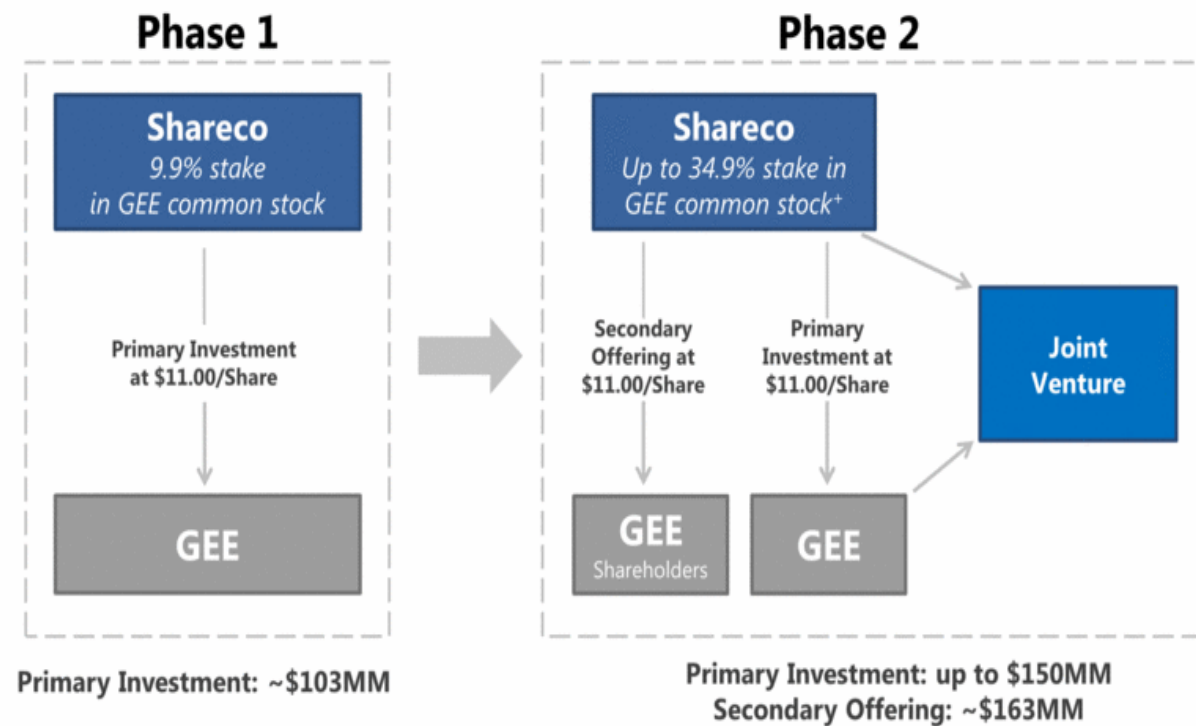 Phase 1
Shareco
9.9% stake
in GEE common stock
Primary Investment
at $11.00/Share
GEE
Primary Investment: ~$103MM
Phase 2
Shareco
Up to 34.9% stake in
GEE common stock⁺
Secondary
Offering at
$11.00/Share
Primary
Investment at
$11.00/Share
Joint
Venture
GEE
Shareholders
GEE
Primary Investment: up to $150MM
Secondary Offering: ~$163MM